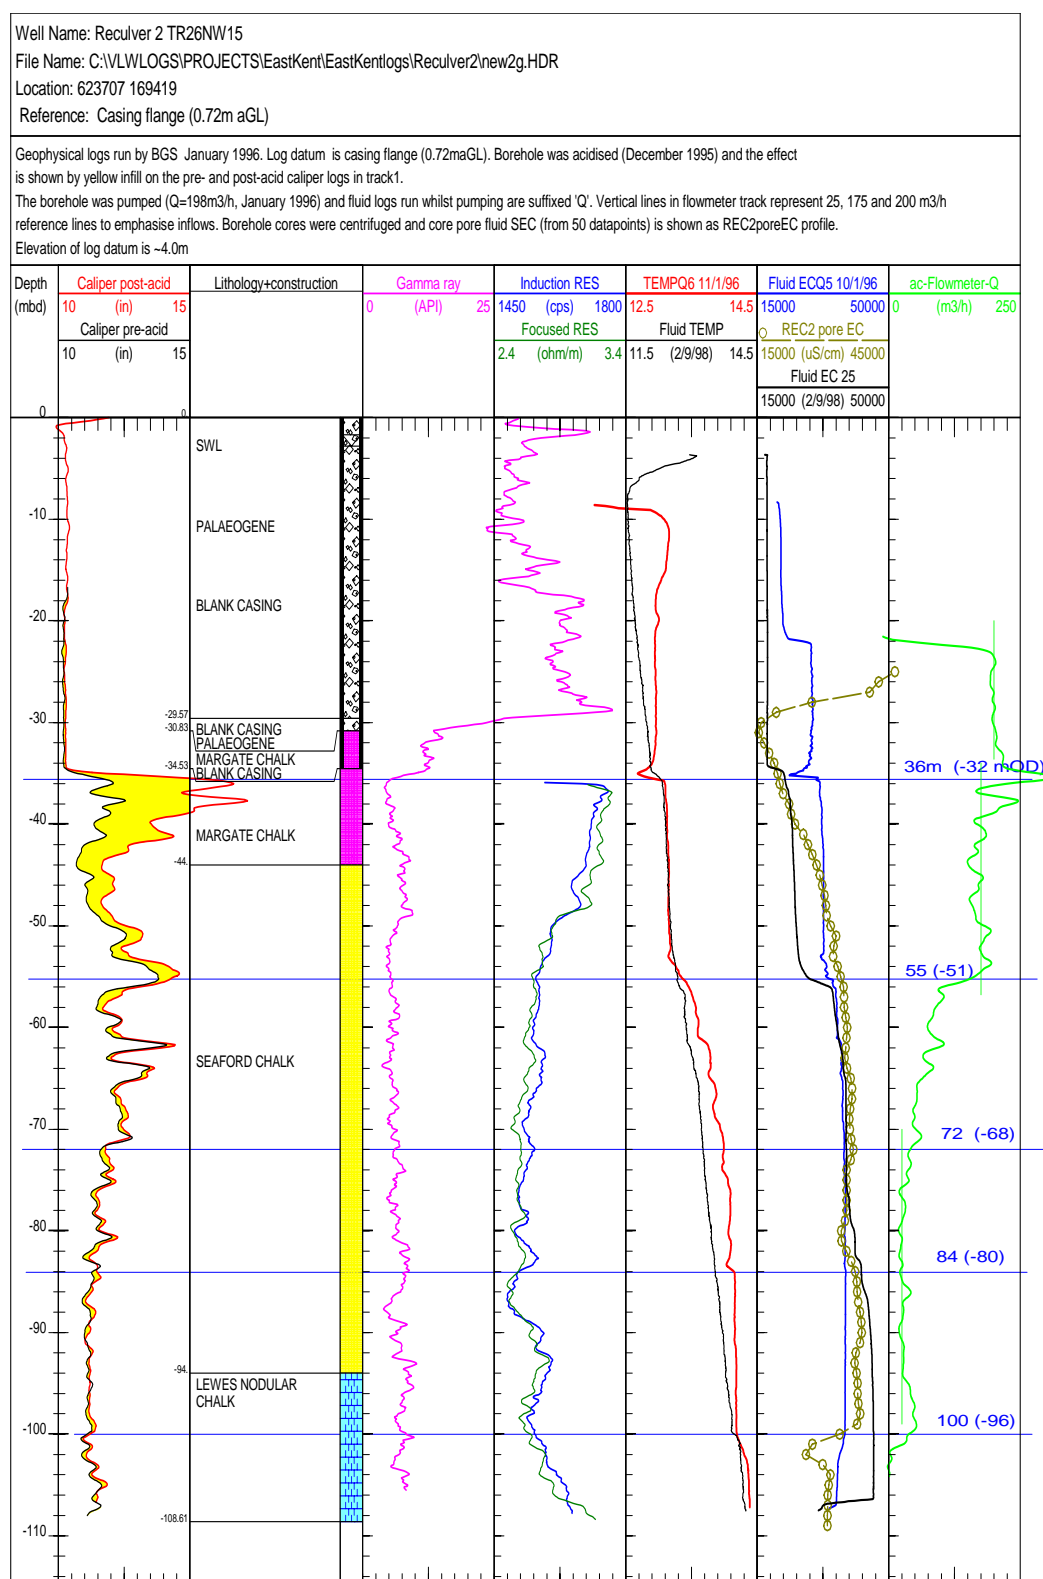 Well Name: Reculver 2 TR26NW15
File Name: C:\VLWLOGS\PROJECTS\EastKent\EastKentlogs\Reculver2\new2g.HDR
Location: 623707 169419
Reference: Casing flange (0.72m aGL)
Geophysical logs run by BGS January 1996. Log datum is casing flange (0.72maGL). Borehole was acidised (December 1995) and the effect
is shown by yellow infill on the pre- and post-acid caliper logs in track1.
The borehole was pumped (Q=198m3/h, January 1996) and fluid logs run whilst pumping are suffixed 'Q'. Vertical lines in flowmeter track represent 25, 175 and 200 m3/h
reference lines to emphasise inflows. Borehole cores were centrifuged and core pore fluid SEC (from 50 datapoints) is shown as REC2poreEC profile.
Elevation of log datum is ~4.0m
Depth Caliper post-acid Lithology+construction Gamma ray Induction RES TEMPQ6 11/1/96 Fluid ECQ5 10/1/96 ac-Flowmeter-Q
(mbd) 10 (in) 15 0 (API) 25 1450 (cps) 1800 12.5 14.5 15000 50000 0 (m3/h) 250
Caliper pre-acid Focused RES Fluid TEMP REC2 pore EC
10 (in) 15 2.4 (ohm/m) 3.4 11.5 (2/9/98) 14.5 15000 (uS/cm) 45000
Fluid EC 25
15000 (2/9/98) 50000
0 0.
SWL
-10 PALAEOGENE
BLANK CASING
-20
-29.57
-30 -30.83 BLANK CASING
PALAEOGENE
MARGATE CHALK
-34.53 BLANK CASING
36m (-32 mOD)
-40 MARGATE CHALK
-44.
-50
55 (-51)
-60
SEAFORD CHALK
-70
72 (-68)
-80
84 (-80)
-90
-94.
LEWES NODULAR
CHALK
-100 100 (-96)
-108.61
-110